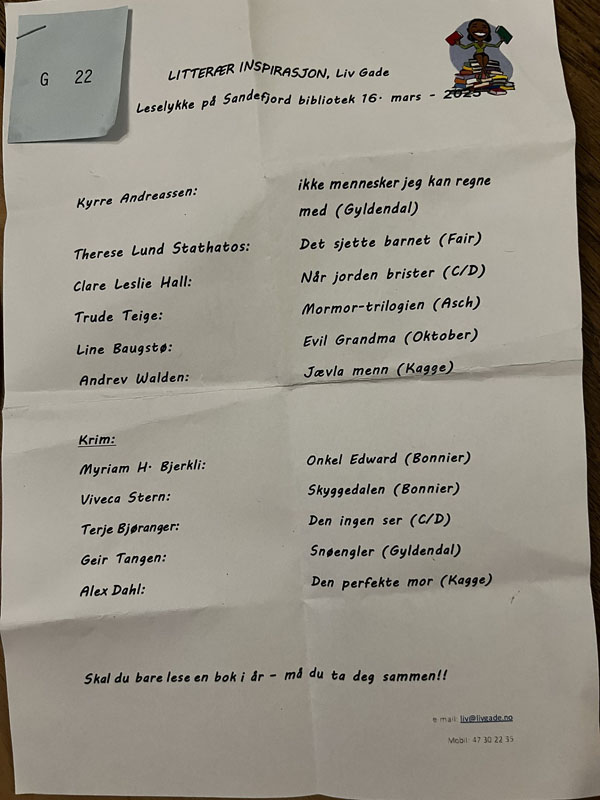 G 22
LITTERÆR INSPIRASJON, Liv Gade
Leselykke på Sandefjord bibliotek 16. mars - 2025
Kyrre Andreassen: ikke mennesker jeg kan regne
med (Gyldendal)
Therese Lund Stathatos: Det sjette barnet (Fair)
Clare Leslie Hall: Når jorden brister (C/D)
Trude Teige: Mormor-trilogien (Asch)
Line Baugstø: Evil Grandma (Oktober)
Andrev Walden: Jævla menn (Kagge)
Krim:
Myriam H. Bjerkli: Onkel Edward (Bonnier)
Viveca Stern: Skyggedalen (Bonnier)
Terje Bjøranger: Den ingen ser (C/D)
Geir Tangen: Snøengler (Gyldendal)
Alex Dahl: Den perfekte mor (Kagge)
Skal du bare lese en bok i år - må du ta deg sammen!!
e mail: liv@livgade.no
Mobil: 47 30 22 35